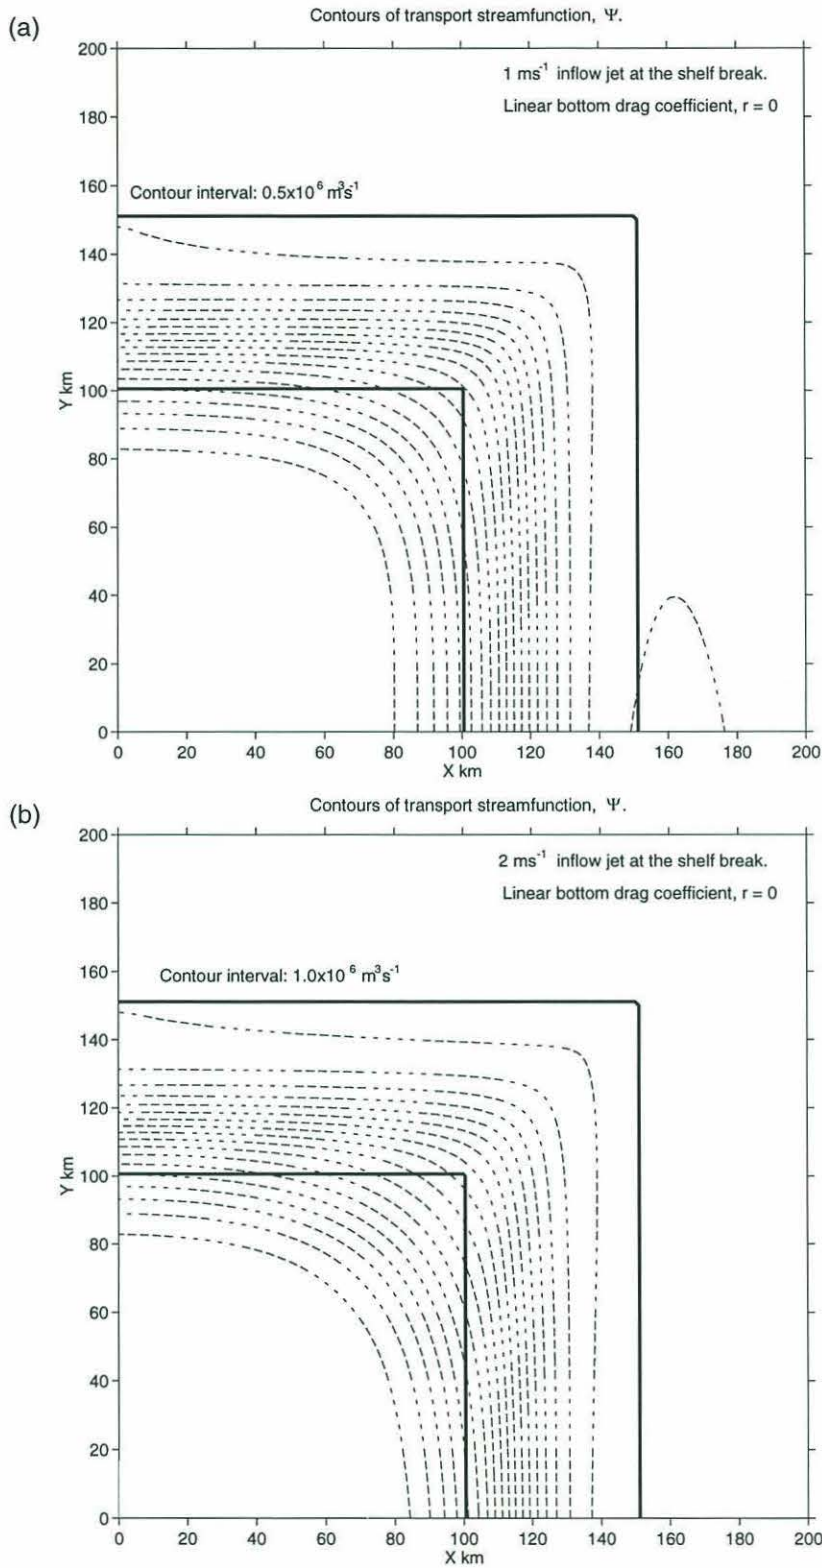 (a)
Contours of transport streamfunction, Ψ.
1 ms⁻¹ inflow jet at the shelf break.
Linear bottom drag coefficient, r = 0
Contour interval: 0.5x10⁶ m³s⁻¹
200
180
160
140
120
100
80
60
40
20
0
Y km
0 20 40 60 80 100 120 140 160 180 200
X km
(b)
Contours of transport streamfunction, Ψ.
2 ms⁻¹ inflow jet at the shelf break.
Linear bottom drag coefficient, r = 0
Contour interval: 1.0x10⁶ m³s⁻¹
200
180
160
140
120
100
80
60
40
20
0
Y km
0 20 40 60 80 100 120 140 160 180 200
X km